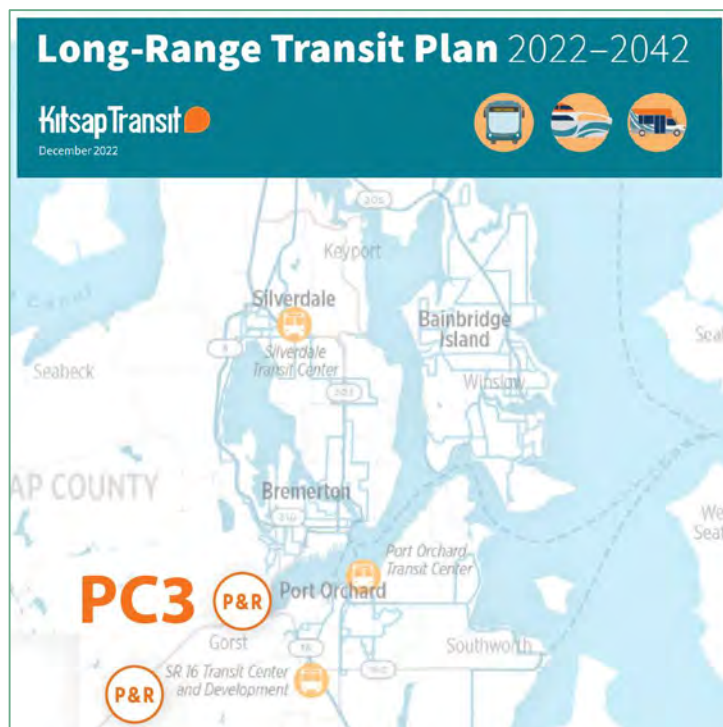 Long-Range Transit Plan 2022–2042
KitsapTransit
December 2022
Keyport
Silverdale
Silverdale
Transit Center
Bainbridge
Island
Seabeck
Winslow
303
AP COUNTY
Bremerton
310
Port Orchard
Transit Center
PC3
P&R
Port Orchard
Gorst
16
Southworth
160
SR 16 Transit Center
and Development
P&R